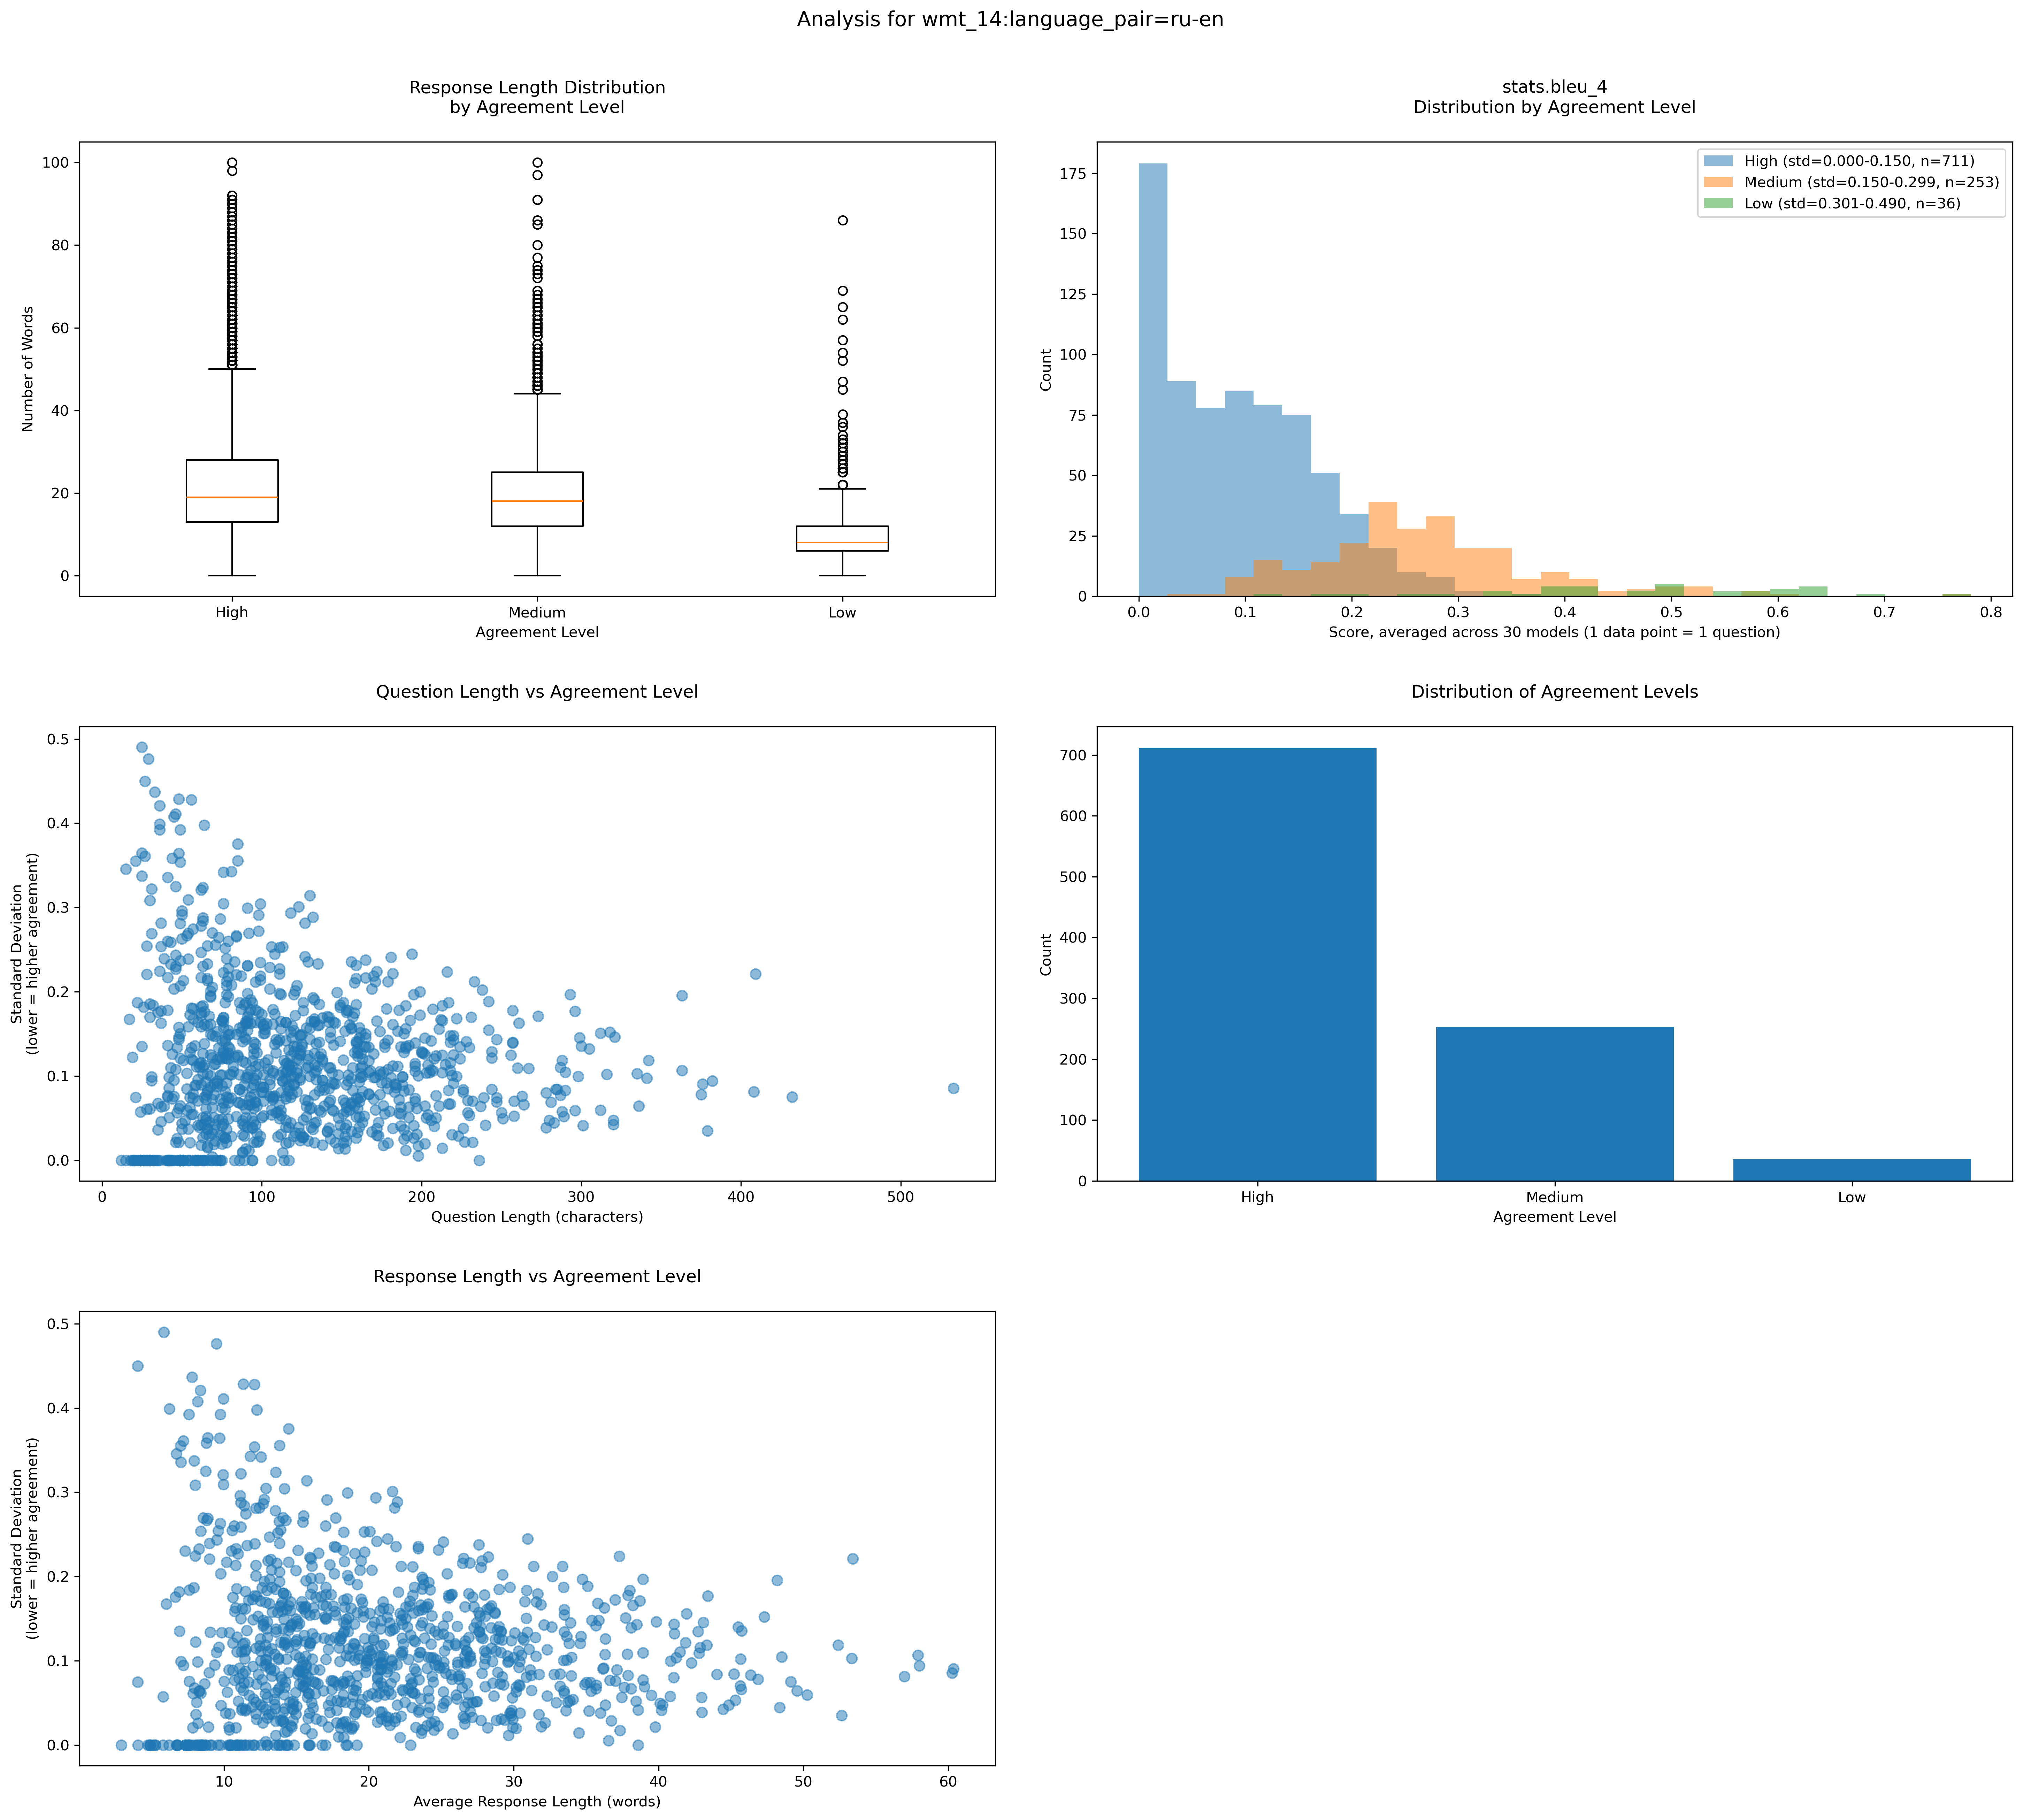 Analysis for wmt_14:language_pair=ru-en
Response Length Distribution
by Agreement Level
Number of Words
100
80
60
40
20
0
High
Medium
Low
Agreement Level
stats.bleu_4
Distribution by Agreement Level
High (std=0.000-0.150, n=711)
Medium (std=0.150-0.299, n=253)
Low (std=0.301-0.490, n=36)
Count
175
150
125
100
75
50
25
0
0.0
0.1
0.2
0.3
0.4
0.5
0.6
0.7
0.8
Score, averaged across 30 models (1 data point = 1 question)
Question Length vs Agreement Level
Standard Deviation
(lower = higher agreement)
0.5
0.4
0.3
0.2
0.1
0.0
0
100
200
300
400
500
Question Length (characters)
Distribution of Agreement Levels
Count
700
600
500
400
300
200
100
0
High
Medium
Low
Agreement Level
Response Length vs Agreement Level
Standard Deviation
(lower = higher agreement)
0.5
0.4
0.3
0.2
0.1
0.0
10
20
30
40
50
60
Average Response Length (words)